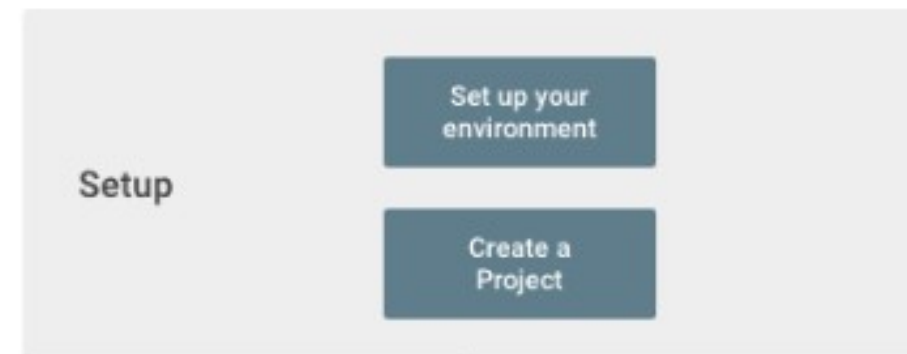 Set up your
environment
Setup
Create a
Project